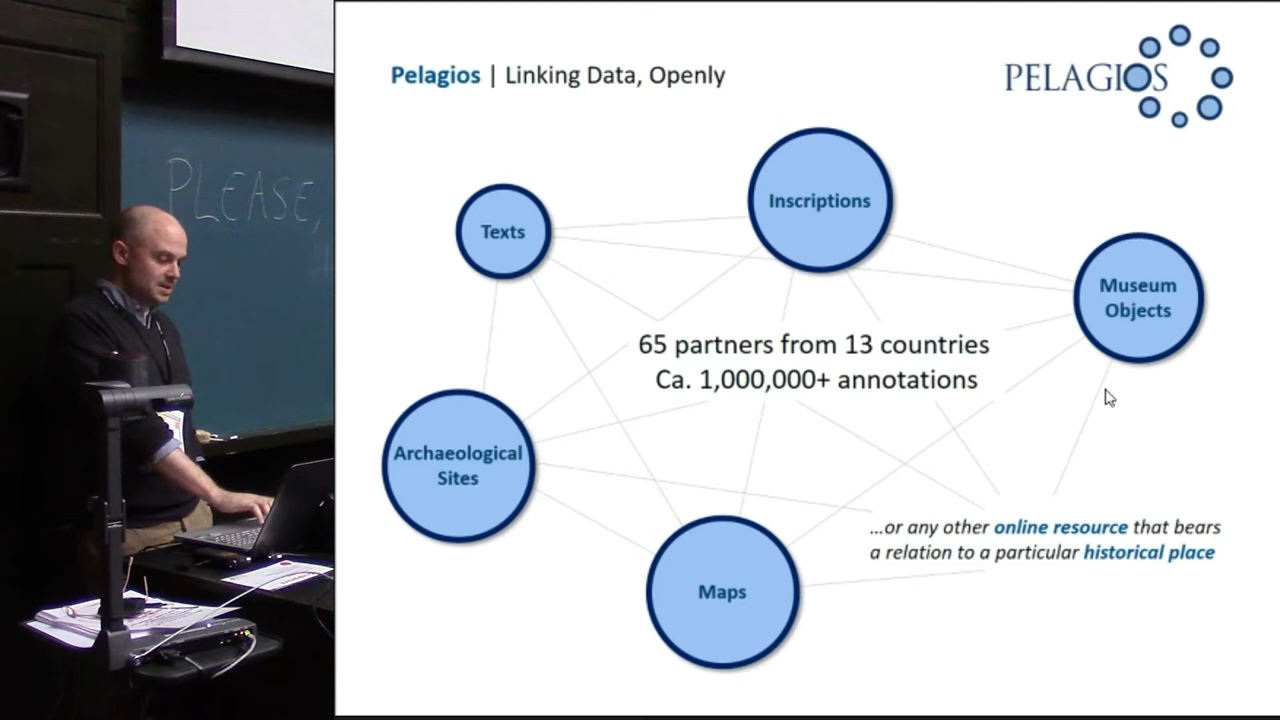 Pelagios | Linking Data, Openly
PELAGIOS
PLEASE,
Inscriptions
Texts
Museum
Objects
65 partners from 13 countries
Ca. 1,000,000+ annotations
Archaeological
Sites
...or any other online resource that bears
a relation to a particular historical place
Maps